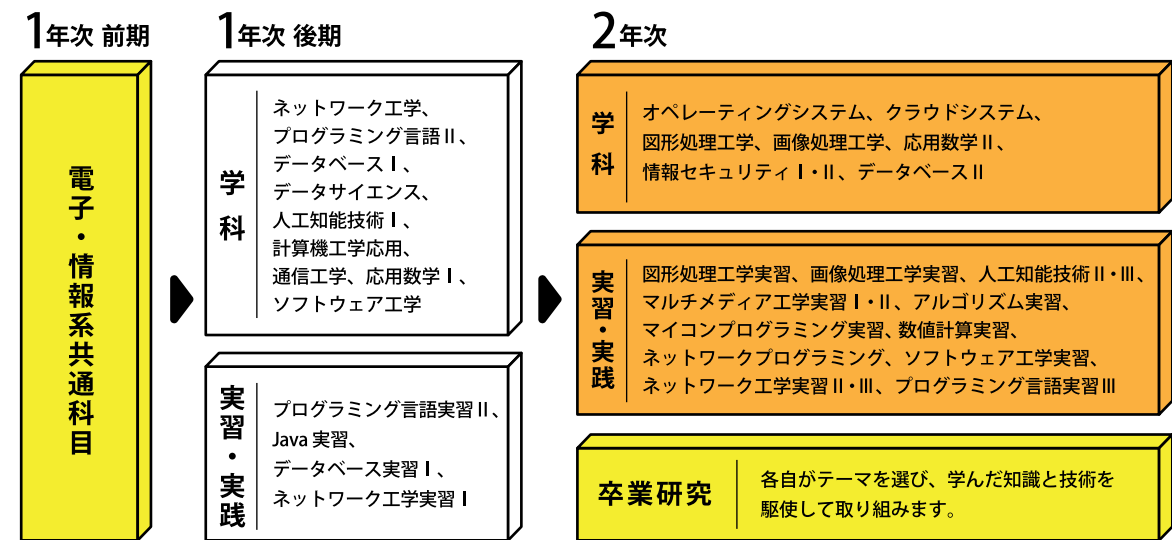 1年次 前期
電子・情報系共通科目
1年次 後期
学科
ネットワーク工学、
プログラミング言語Ⅱ、
データベースⅠ、
データサイエンス、
人工知能技術Ⅰ、
計算機工学応用、
通信工学、応用数学Ⅰ、
ソフトウェア工学
実習・実践
プログラミング言語実習Ⅱ、
Java 実習、
データベース実習Ⅰ、
ネットワーク工学実習Ⅰ
2年次
学科
オペレーティングシステム、クラウドシステム、
図形処理工学、画像処理工学、応用数学Ⅱ、
情報セキュリティⅠ・Ⅱ、データベースⅡ
実習・実践
図形処理工学実習、画像処理工学実習、人工知能技術Ⅱ・Ⅲ、
マルチメディア工学実習Ⅰ・Ⅱ、アルゴリズム実習、
マイコンプログラミング実習、数値計算実習、
ネットワークプログラミング、ソフトウェア工学実習、
ネットワーク工学実習Ⅱ・Ⅲ、プログラミング言語実習Ⅲ
卒業研究
各自がテーマを選び、学んだ知識と技術を
駆使して取り組みます。